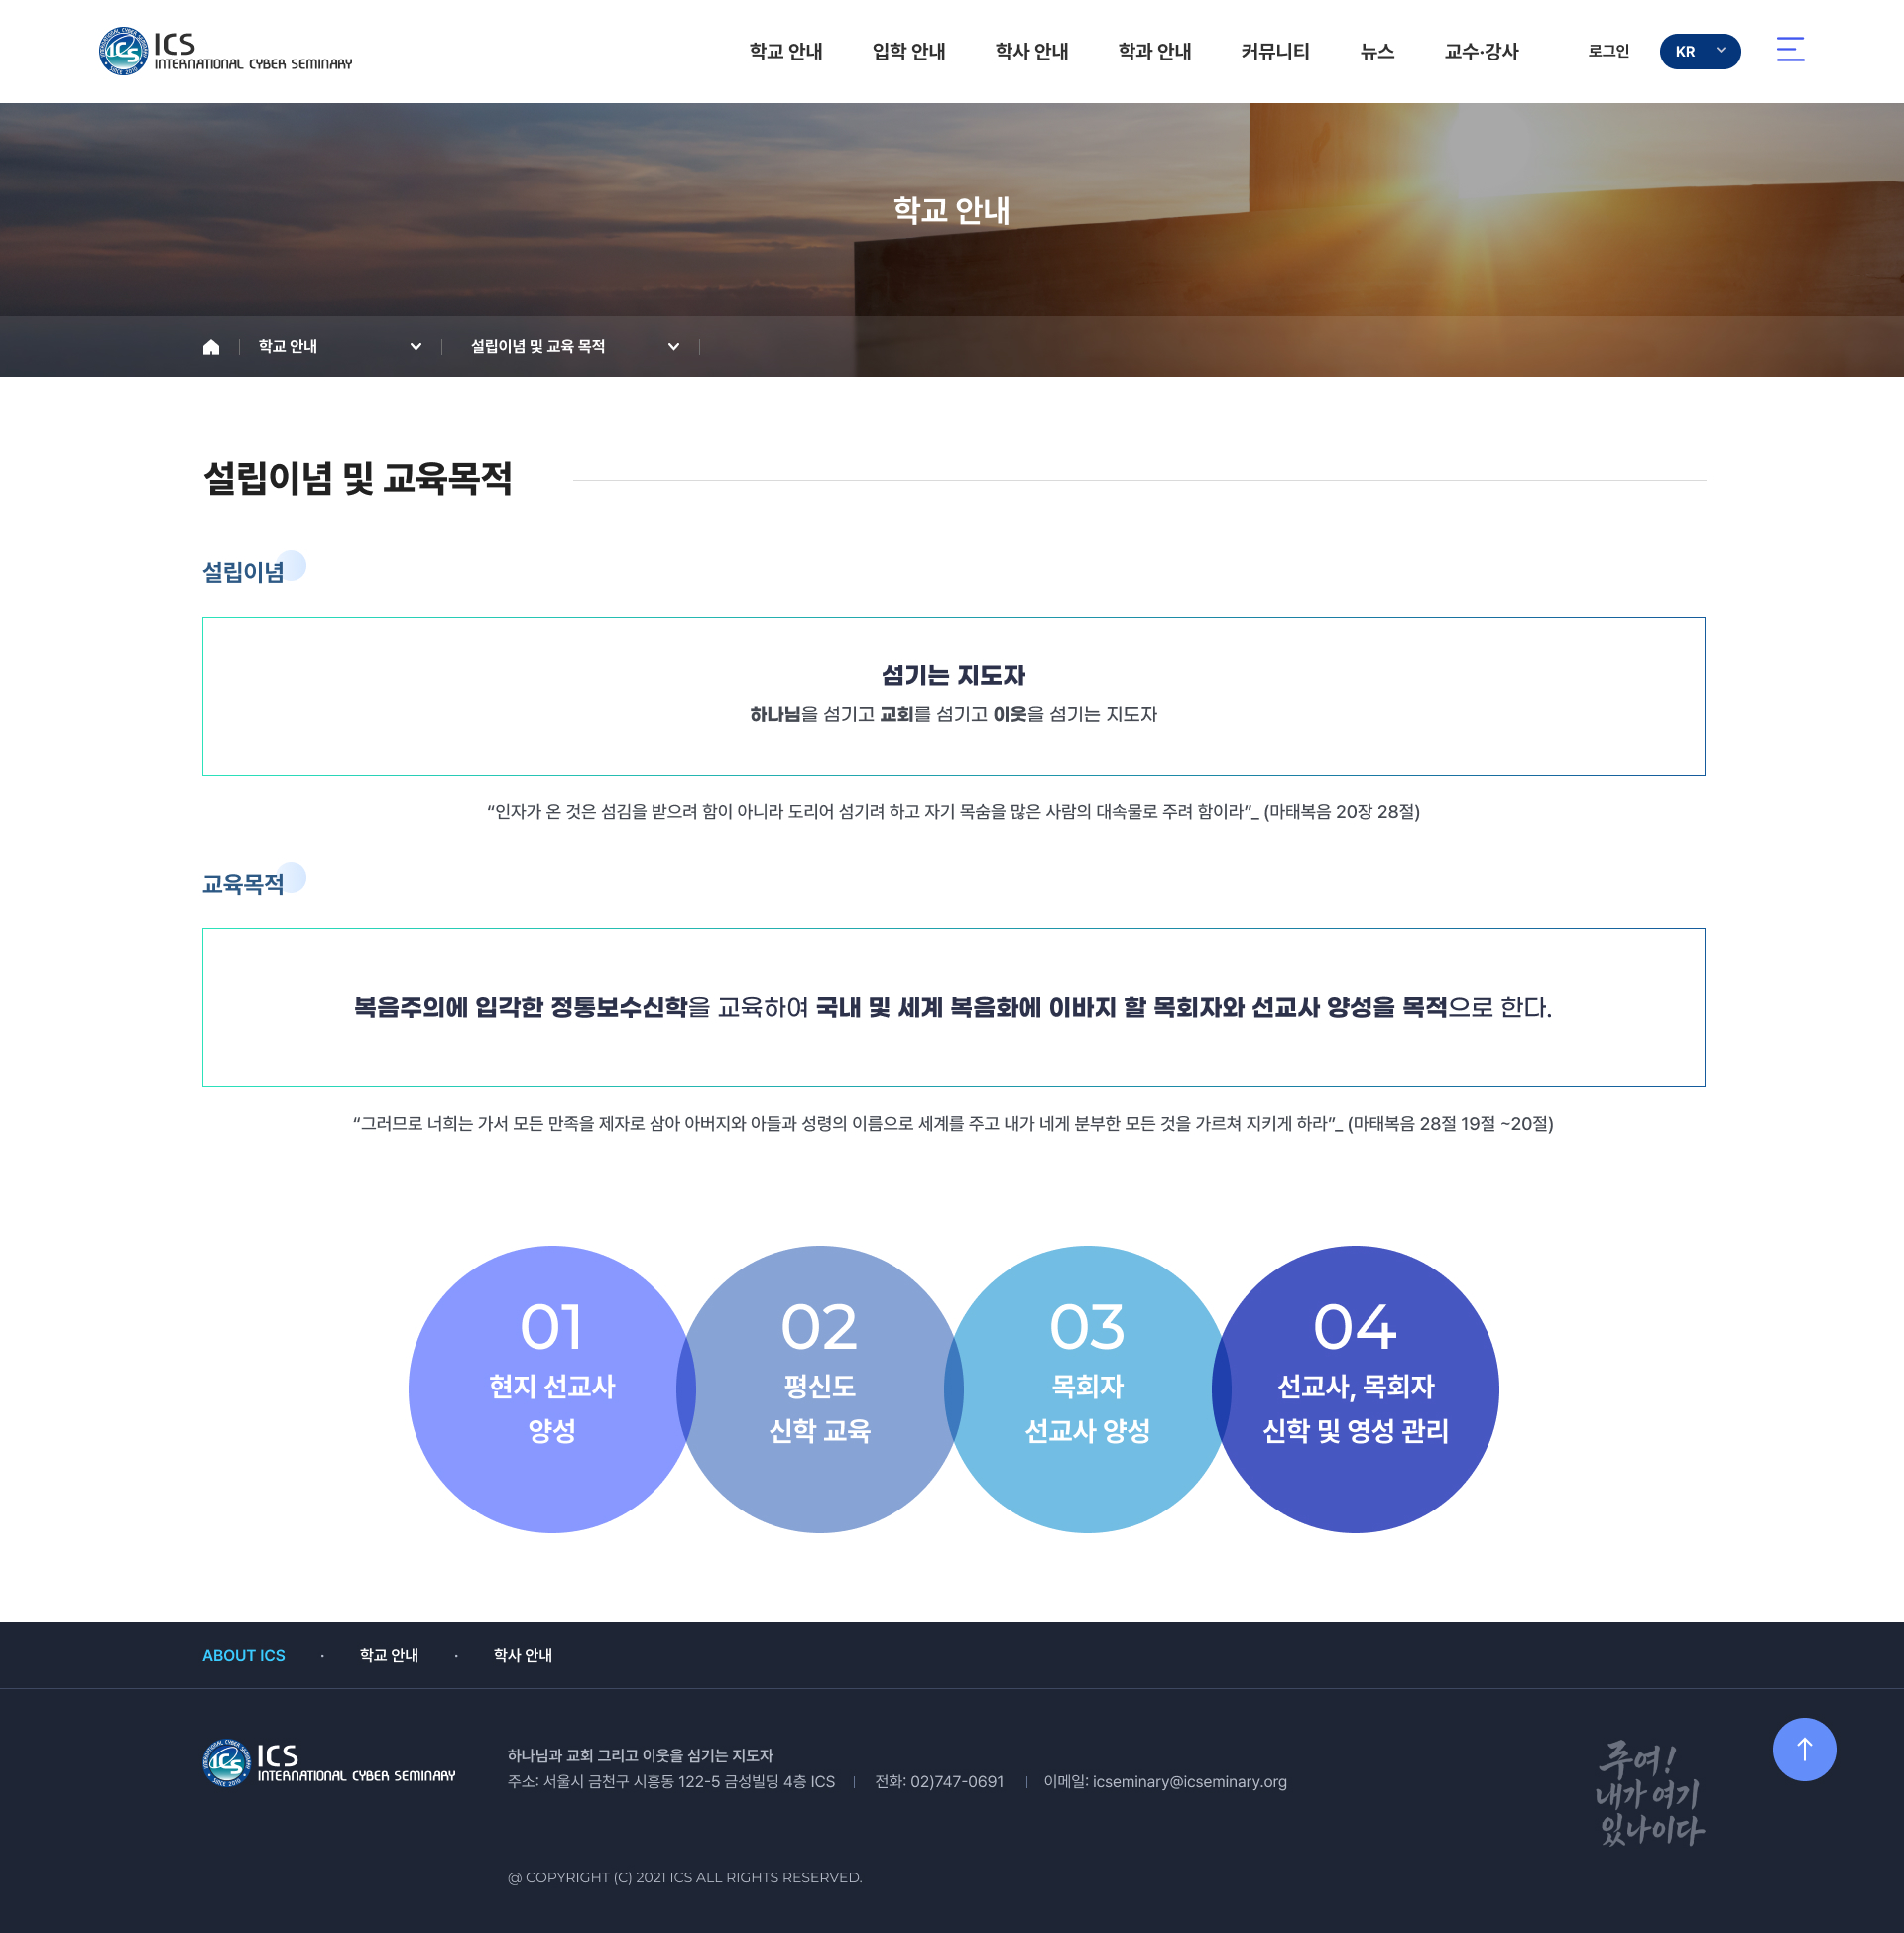 ICS
INTERNATIONAL CYBER SEMINARY
학교 안내 입학 안내 학사 안내 학과 안내 커뮤니티 뉴스 교수·강사 로그인 KR
학교 안내
학교 안내 설립이념 및 교육 목적
설립이념 및 교육목적
설립이념
섬기는 지도자
하나님을 섬기고 교회를 섬기고 이웃을 섬기는 지도자
“인자가 온 것은 섬김을 받으려 함이 아니라 도리어 섬기려 하고 자기 목숨을 많은 사람의 대속물로 주려 함이라”_ (마태복음 20장 28절)
교육목적
복음주의에 입각한 정통보수신학을 교육하여 국내 및 세계 복음화에 이바지 할 목회자와 선교사 양성을 목적으로 한다.
“그러므로 너희는 가서 모든 만족을 제자로 삼아 아버지와 아들과 성령의 이름으로 세계를 주고 내가 네게 분부한 모든 것을 가르쳐 지키게 하라”_ (마태복음 28절 19절 ~20절)
01
현지 선교사
양성
02
평신도
신학 교육
03
목회자
선교사 양성
04
선교사, 목회자
신학 및 영성 관리
ABOUT ICS · 학교 안내 · 학사 안내
ICS
INTERNATIONAL CYBER SEMINARY
하나님과 교회 그리고 이웃을 섬기는 지도자
주소: 서울시 금천구 시흥동 122-5 금성빌딩 4층 ICS | 전화: 02)747-0691 | 이메일: icseminary@icseminary.org
@ COPYRIGHT (C) 2021 ICS ALL RIGHTS RESERVED.
주여!
내가 여기
있나이다